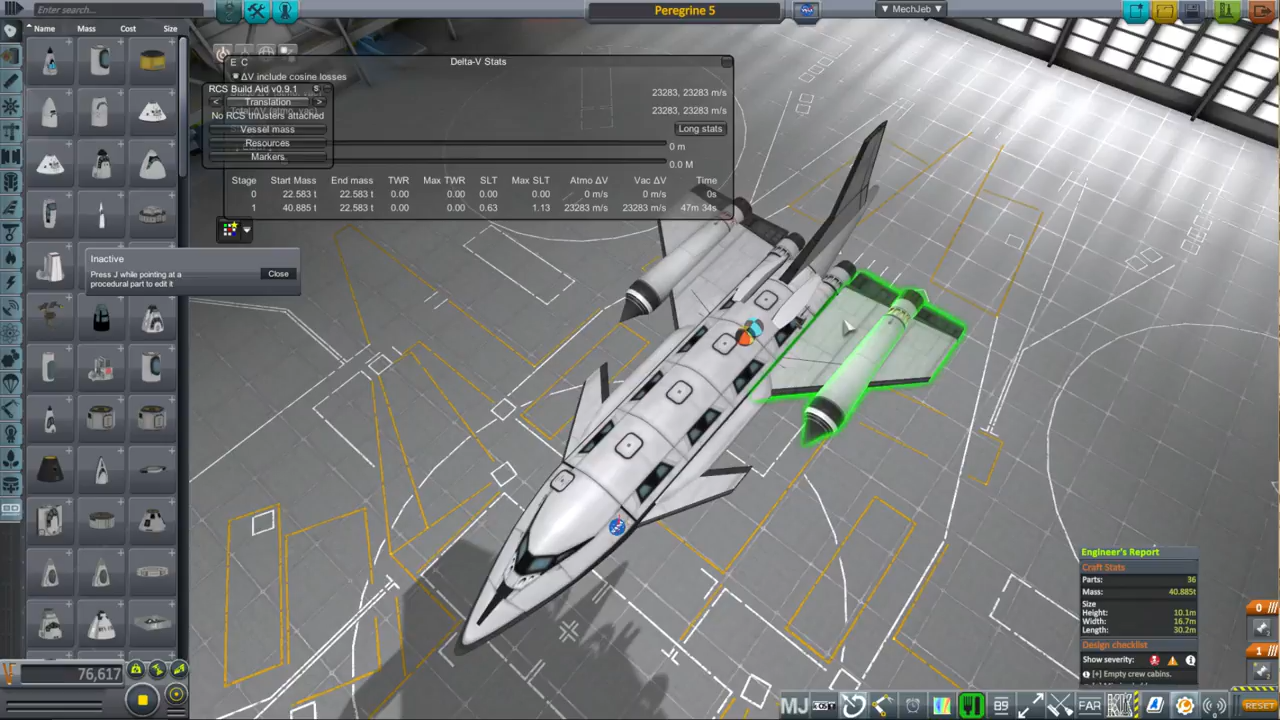 Enter search...
Peregrine 5
▼ MechJeb ▼
Name Mass Cost Size
E C
Delta-V Stats
ΔV include cosine losses
RCS Build Aid v0.9.1 S
23283, 23283 m/s
< Translation >
23283, 23283 m/s
No RCS thrusters attached
Vessel mass
Long stats
Resources
0 m
Markers
0.0 M
Stage Start Mass End mass TWR Max TWR SLT Max SLT Atmo ΔV Vac ΔV Time
0 22.583 t 22.583 t 0.00 0.00 0.00 0.00 0 m/s 0 m/s 0s
1 40.885 t 22.583 t 0.00 0.00 0.63 1.13 23283 m/s 23283 m/s 47m 34s
Inactive
Press J while pointing at a
procedural part to edit it
Close
NASA
Engineer's Report
Craft Stats
Parts: 36
Mass: 40.885t
Size
Height: 10.1m
Width: 16.7m
Length: 30.2m
Design checklist
Show severity:
[+] Empty crew cabins.
0
1
76,617
MJ
COST
B9
FAR
RESET